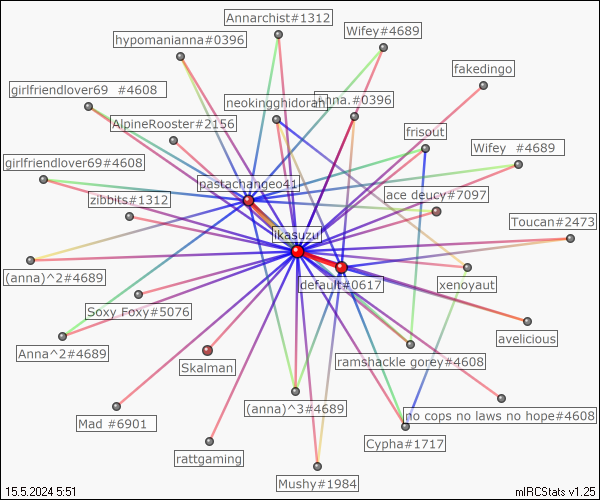 Annarchist#1312
Wifey#4689
hypomanianna#0396
fakedingo
girlfriendlover69 #4608
neokingghidorah
Anna.#0396
AlpineRooster#2156
frisout
Wifey #4689
girlfriendlover69#4608
pastachangeo41
ace deucy#7097
zibbits#1312
Toucan#2473
ikasuzu
(anna)^2#4689
default#0617
xenoyaut
Soxy Foxy#5076
avelicious
Anna^2#4689
ramshackle gorey#4608
Skalman
(anna)^3#4689
no cops no laws no hope#4608
Mad #6901
Cypha#1717
rattgaming
Mushy#1984
15.5.2024 5:51
mIRCStats v1.25